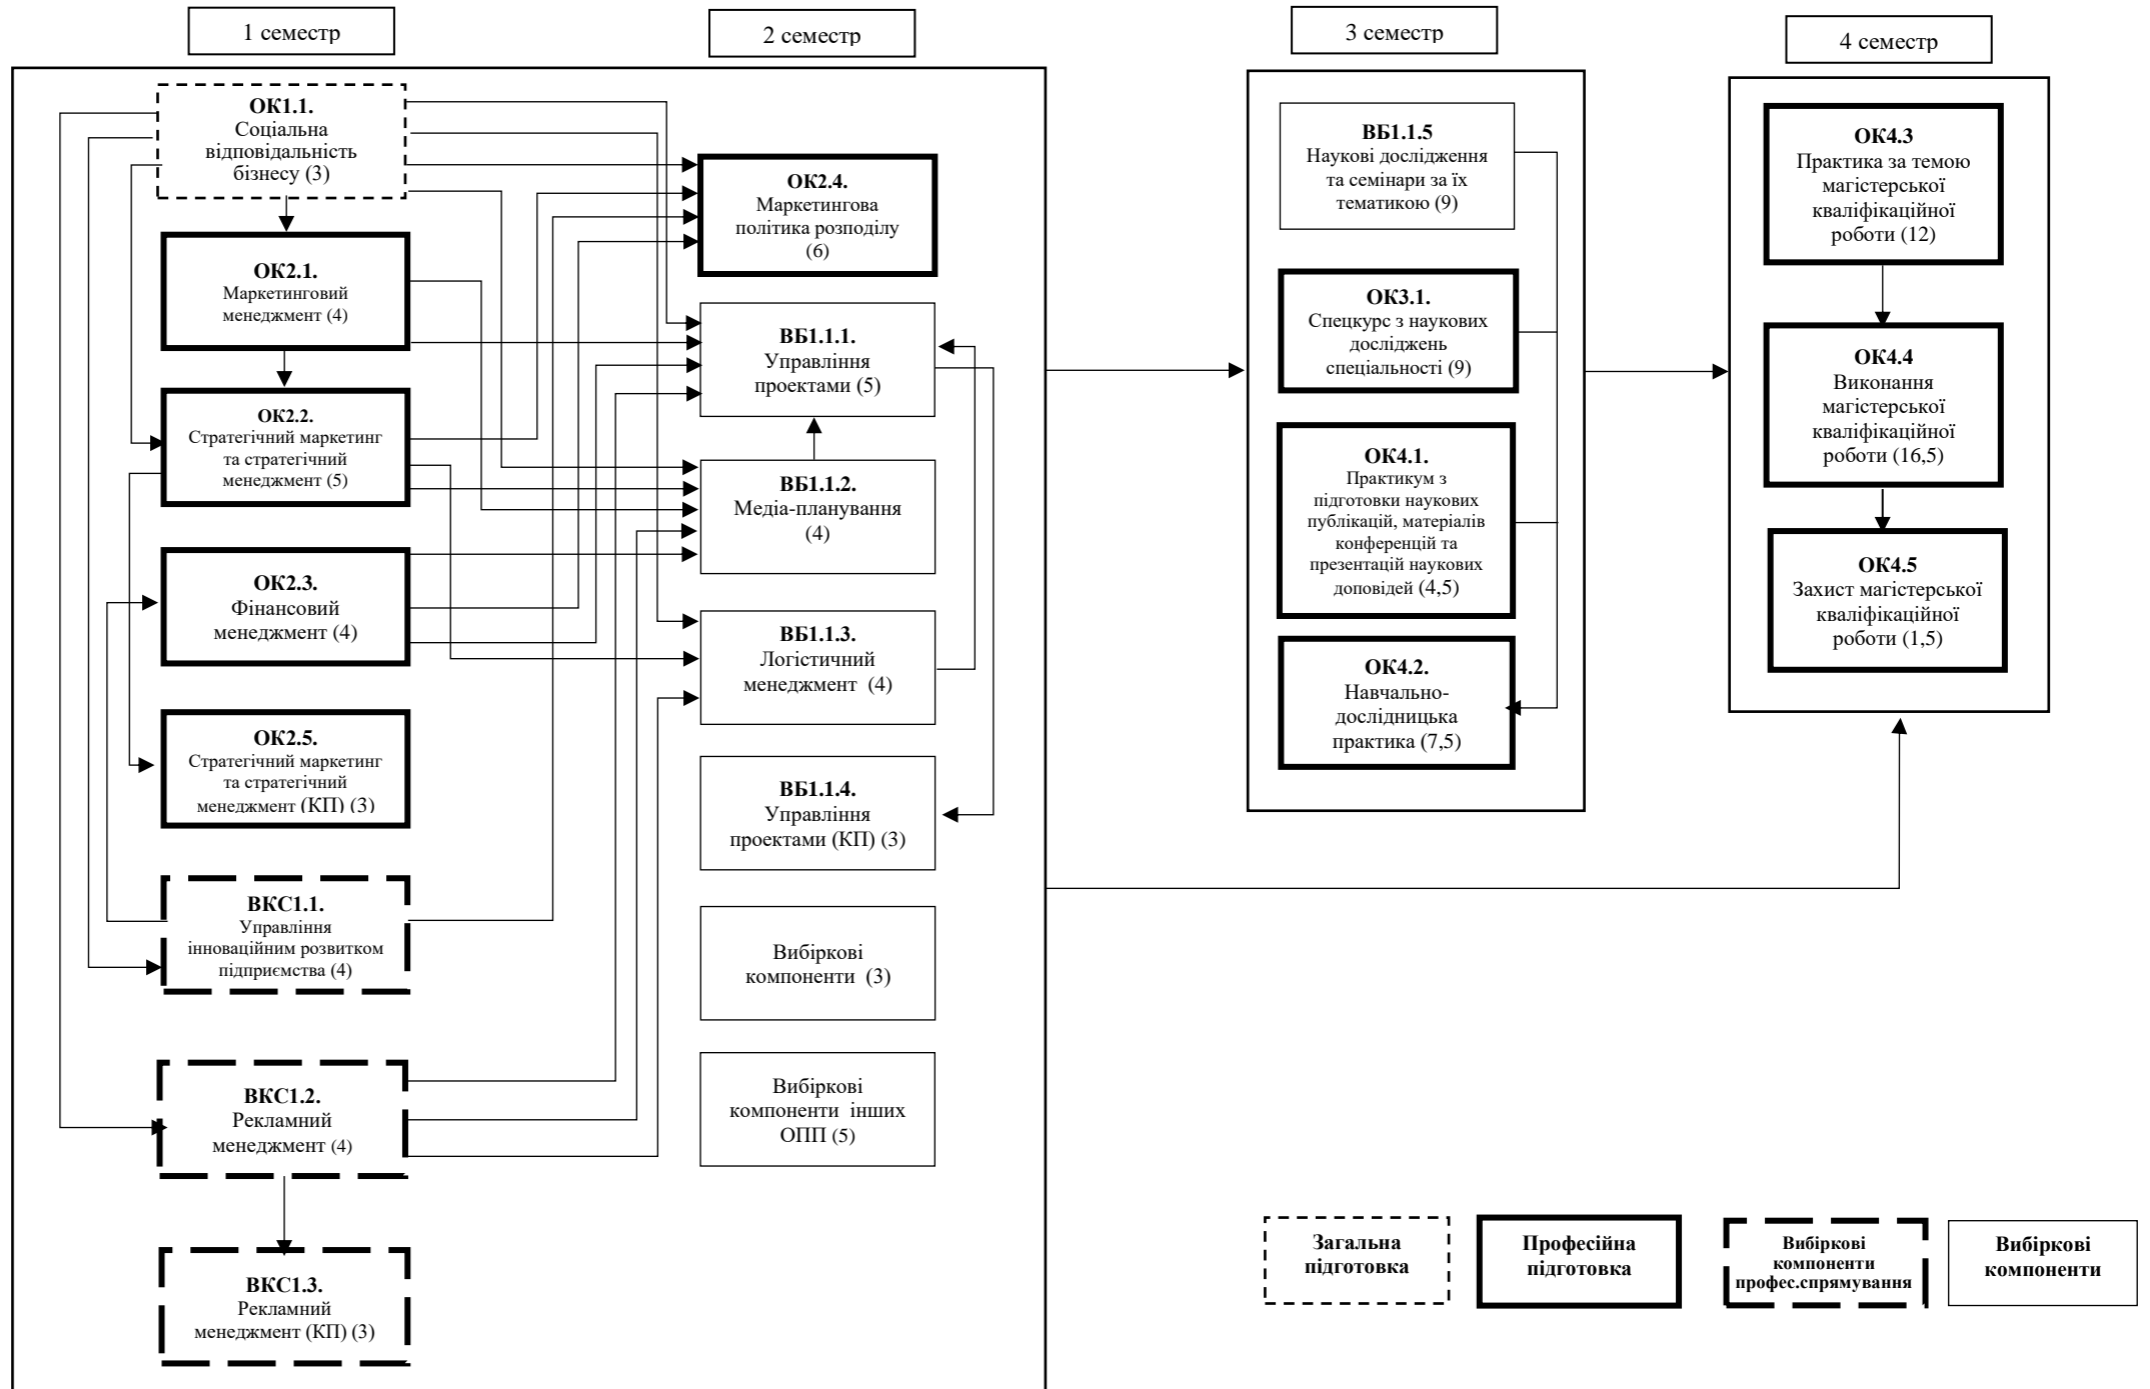 1 семестр
2 семестр
3 семестр
4 семестр
ОК1.1.
Соціальна
відповідальність
бізнесу (3)
ОК2.1.
Маркетинговий
менеджмент (4)
ОК2.2.
Стратегічний маркетинг
та стратегічний
менеджмент (5)
ОК2.3.
Фінансовий
менеджмент (4)
ОК2.5.
Стратегічний маркетинг
та стратегічний
менеджмент (КП) (3)
ВКС1.1.
Управління
інноваційним розвитком
підприємства (4)
ВКС1.2.
Рекламний
менеджмент (4)
ВКС1.3.
Рекламний
менеджмент (КП) (3)
ОК2.4.
Маркетингова
політика розподілу
(6)
ВБ1.1.1.
Управління
проектами (5)
ВБ1.1.2.
Медіа-планування
(4)
ВБ1.1.3.
Логістичний
менеджмент (4)
ВБ1.1.4.
Управління
проектами (КП) (3)
Вибіркові
компоненти (3)
Вибіркові
компоненти інших
ОПП (5)
ВБ1.1.5
Наукові дослідження
та семінари за їх
тематикою (9)
ОК3.1.
Спецкурс з наукових
досліджень
спеціальності (9)
ОК4.1.
Практикум з
підготовки наукових
публікацій, матеріалів
конференцій та
презентацій наукових
доповідей (4,5)
ОК4.2.
Навчально-
дослідницька
практика (7,5)
ОК4.3
Практика за темою
магістерської
кваліфікаційної
роботи (12)
ОК4.4
Виконання
магістерської
кваліфікаційної
роботи (16,5)
ОК4.5
Захист магістерської
кваліфікаційної
роботи (1,5)
Загальна
підготовка
Професійна
підготовка
Вибіркові
компоненти
профес.спрямування
Вибіркові
компоненти